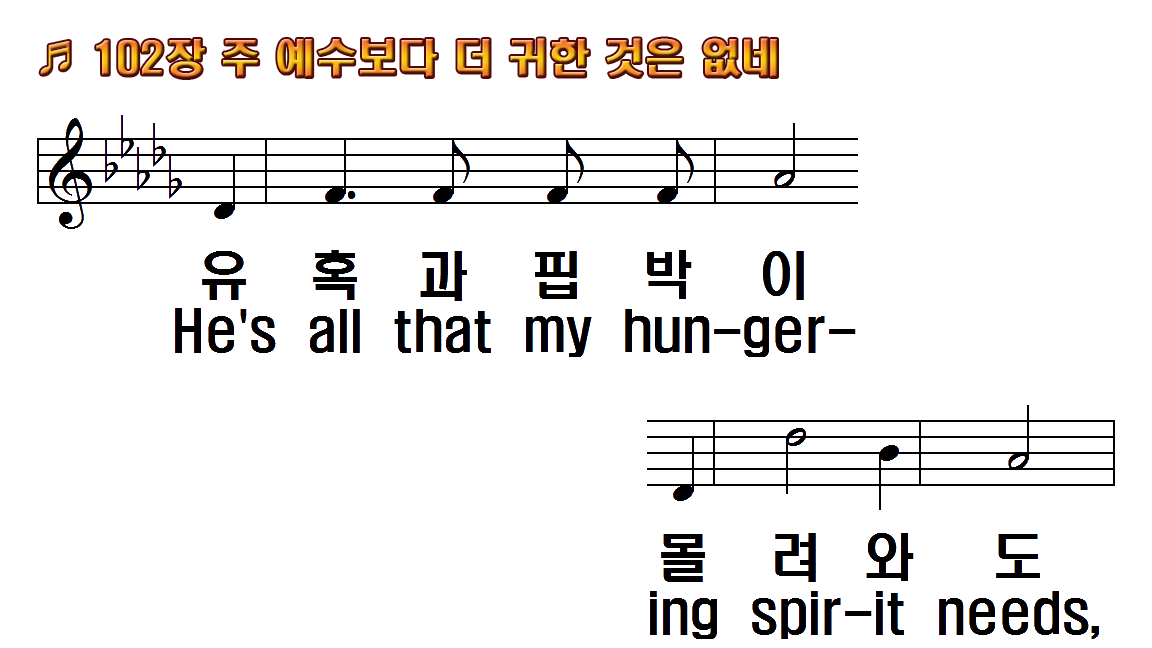 102장 주 예수보다 더 귀한 것은 없네
유 혹 과 핍 박 이
He's all that my hun-ger-
몰 려 와 도
ing spir-it needs,